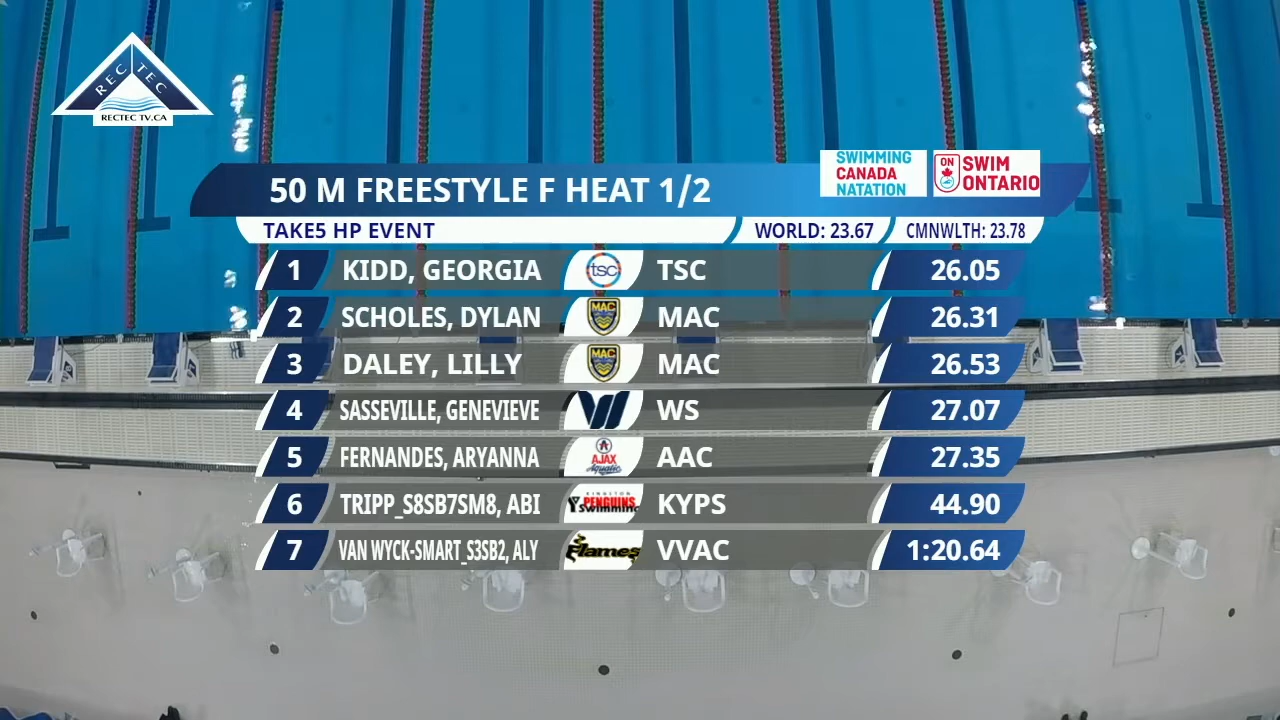 REC TEC
RECTEC TV.CA
SWIMMING
CANADA
NATATION
ON
SWIM
ONTARIO
50 M FREESTYLE F HEAT 1/2
TAKE5 HP EVENT WORLD: 23.67 CMNWLTH: 23.78
1 KIDD, GEORGIA tsc TSC 26.05
2 SCHOLES, DYLAN MAC MAC 26.31
3 DALEY, LILLY MAC MAC 26.53
4 SASSEVILLE, GENEVIEVE WS 27.07
5 FERNANDES, ARYANNA AJAX Aquatic AAC 27.35
6 TRIPP_S8SB7SM8, ABI KINGSTON PENGUINS Swimming KYPS 44.90
7 VAN WYCK-SMART_S3SB2, ALY Flames VVAC 1:20.64